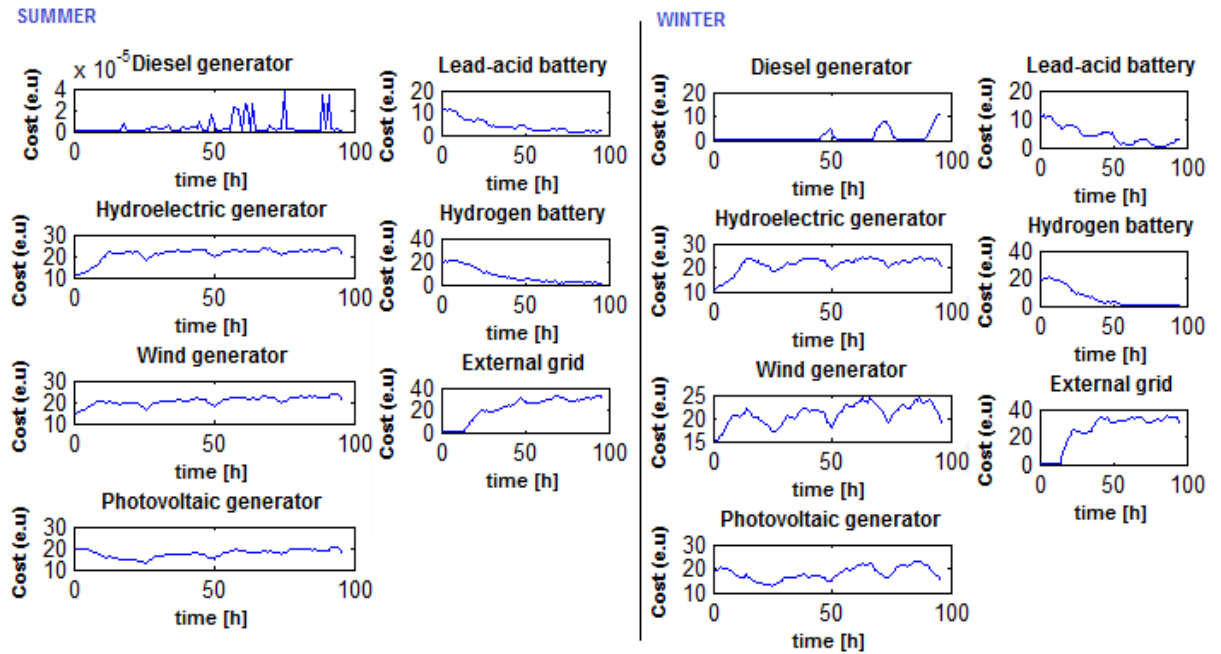 SUMMER
x 10-5 Diesel generator
Cost (e.u)
4
2
0
0 50 100
time [h]
Lead-acid battery
Cost (e.u)
20
10
0
0 50 100
time [h]
Hydroelectric generator
Cost (e.u)
30
20
10
0 50 100
time [h]
Hydrogen battery
Cost (e.u)
40
20
0
0 50 100
time [h]
Wind generator
Cost (e.u)
30
20
10
0 50 100
time [h]
External grid
Cost (e.u)
40
20
0
0 50 100
time [h]
Photovoltaic generator
Cost (e.u)
30
20
10
0 50 100
time [h]
WINTER
Diesel generator
Cost (e.u)
20
10
0
0 50 100
time [h]
Lead-acid battery
Cost (e.u)
20
10
0
0 50 100
time [h]
Hydroelectric generator
Cost (e.u)
30
20
10
0 50 100
time [h]
Hydrogen battery
Cost (e.u)
40
20
0
0 50 100
time [h]
Wind generator
Cost (e.u)
25
20
15
0 50 100
time [h]
External grid
Cost (e.u)
40
20
0
0 50 100
time [h]
Photovoltaic generator
Cost (e.u)
30
20
10
0 50 100
time [h]